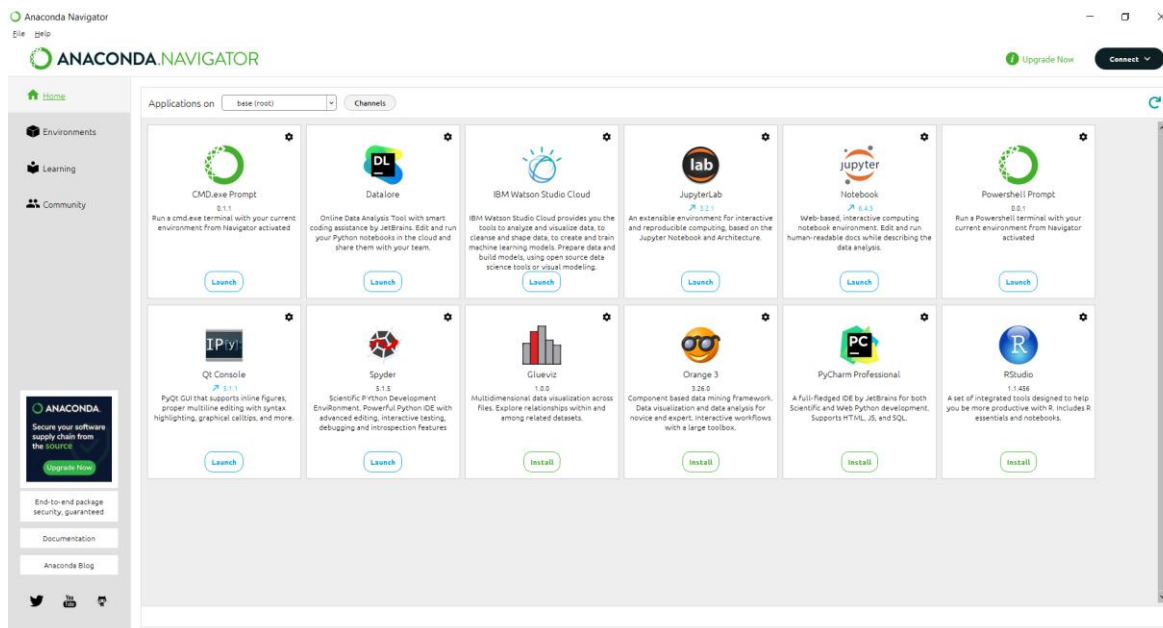 Anaconda Navigator
File Help
ANACONDA.NAVIGATOR
Upgrade Now
Connect
Home
Environments
Learning
Community
Applications on base (root) Channels
CMD.exe Prompt
0.1.1
Run a cmd.exe terminal with your current
environment from Navigator activated
Launch
DL
Datalore
Online Data Analysis Tool with smart
coding assistance by JetBrains. Edit and run
your Python notebooks in the cloud and
share them with your team.
Launch
IBM Watson Studio Cloud
IBM Watson Studio Cloud provides you the
tools to analyze and visualize data, to
cleanse and shape data, to create and train
machine learning models. Prepare data and
build models, using open source data
science tools or visual modeling.
Launch
lab
JupyterLab
3.2.1
An extensible environment for interactive
and reproducible computing, based on the
Jupyter Notebook and Architecture.
Launch
jupyter
Notebook
6.4.5
Web-based, interactive computing
notebook environment. Edit and run
human-readable docs while describing the
data analysis.
Launch
Powershell Prompt
0.0.1
Run a Powershell terminal with your
current environment from Navigator
activated
Launch
IP[y]:
Qt Console
5.1.1
PyQt GUI that supports inline figures,
proper multiline editing with syntax
highlighting, graphical calltips, and more.
Launch
Spyder
5.1.5
Scientific PYthon Development
EnviRonment. Powerful Python IDE with
advanced editing, interactive testing,
debugging and introspection features
Launch
Glueviz
1.0.0
Multidimensional data visualization across
files. Explore relationships within and
among related datasets.
Install
Orange 3
3.26.0
Component based data mining framework.
Data visualization and data analysis for
novice and expert. Interactive workflows
with a large toolbox.
Install
PC
PyCharm Professional
A full-fledged IDE by JetBrains for both
Scientific and Web Python development.
Supports HTML, JS, and SQL.
Install
R
RStudio
1.1.456
A set of integrated tools designed to help
you be more productive with R. Includes R
essentials and notebooks.
Install
ANACONDA.
Secure your software
supply chain from
the source
Upgrade Now
End-to-end package
security, guaranteed
Documentation
Anaconda Blog
You
Tube